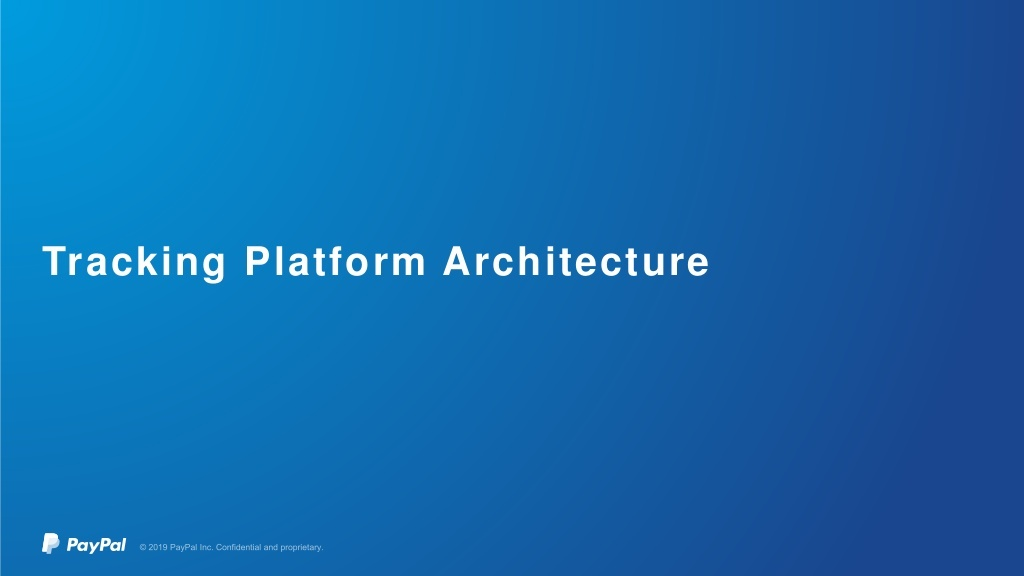 Tracking Platform Architecture
PayPal © 2019 PayPal Inc. Confidential and proprietary.